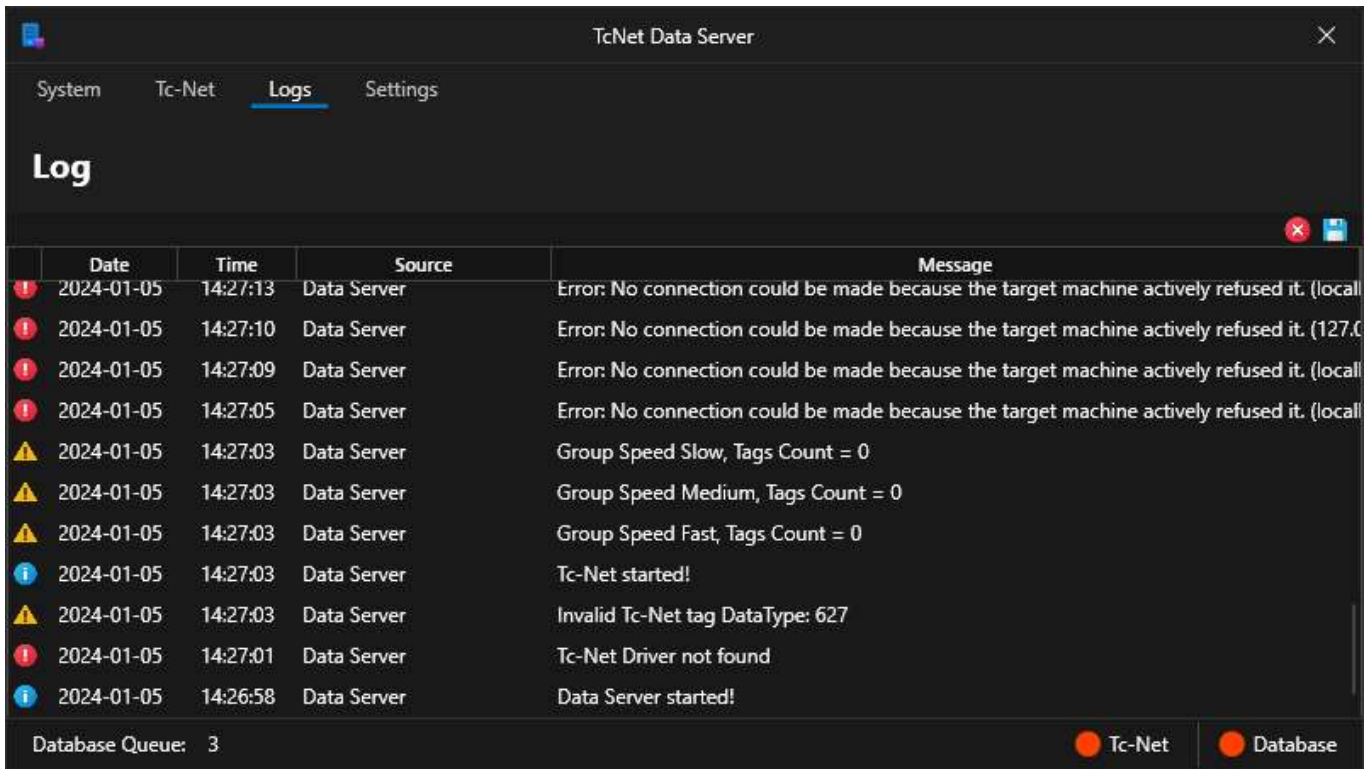 TcNet Data Server
System Tc-Net Logs Settings
Log
Date Time Source Message
2024-01-05 14:27:13 Data Server Error: No connection could be made because the target machine actively refused it. (locall
2024-01-05 14:27:10 Data Server Error: No connection could be made because the target machine actively refused it. (127.0
2024-01-05 14:27:09 Data Server Error: No connection could be made because the target machine actively refused it. (locall
2024-01-05 14:27:05 Data Server Error: No connection could be made because the target machine actively refused it. (locall
2024-01-05 14:27:03 Data Server Group Speed Slow, Tags Count = 0
2024-01-05 14:27:03 Data Server Group Speed Medium, Tags Count = 0
2024-01-05 14:27:03 Data Server Group Speed Fast, Tags Count = 0
2024-01-05 14:27:03 Data Server Tc-Net started!
2024-01-05 14:27:03 Data Server Invalid Tc-Net tag DataType: 627
2024-01-05 14:27:01 Data Server Tc-Net Driver not found
2024-01-05 14:26:58 Data Server Data Server started!
Database Queue: 3 Tc-Net Database